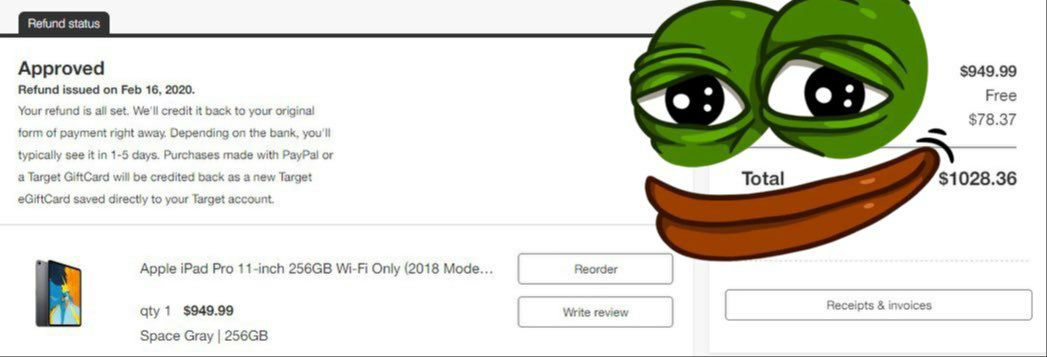 Refund status
Approved
Refund issued on Feb 16, 2020.
Your refund is all set. We'll credit it back to your original
form of payment right away. Depending on the bank, you'll
typically see it in 1-5 days. Purchases made with PayPal or
a Target GiftCard will be credited back as a new Target
eGiftCard saved directly to your Target account.
Apple iPad Pro 11-inch 256GB Wi-Fi Only (2018 Mode...
qty 1 $949.99
Space Gray | 256GB
Reorder
Write review
$949.99
Free
$78.37
Total $1028.36
Receipts & invoices